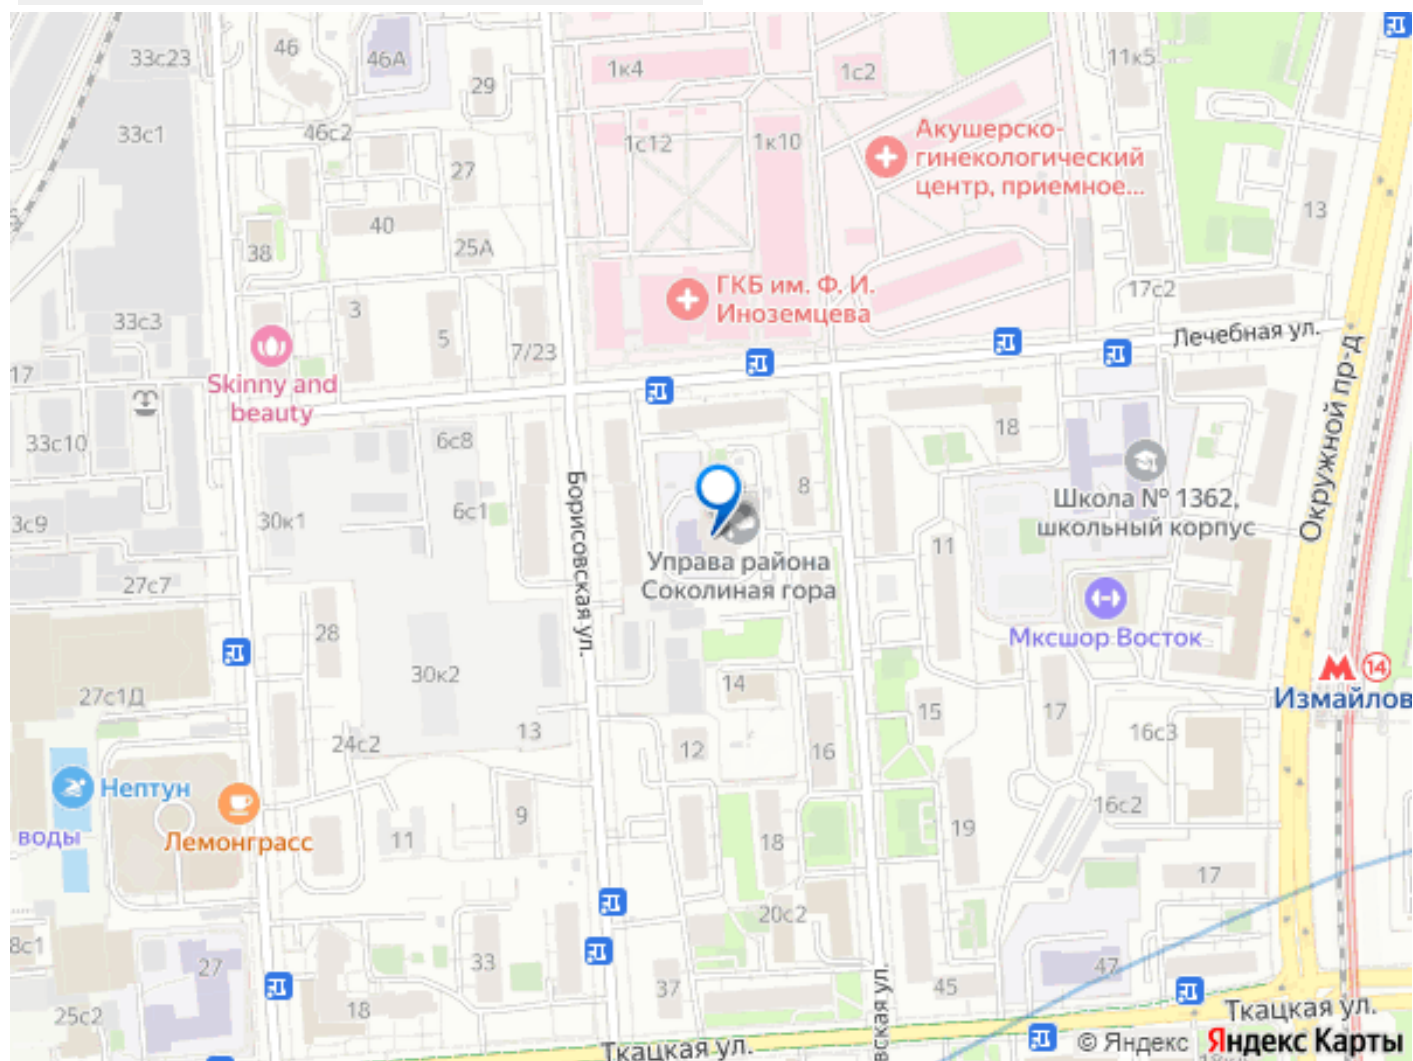 33с23
46
46А
29
1к4
1с2
11к5
33с1
46с2
1с12
1к10
Акушерско-
гинекологический
центр, приемное...
27
40
25А
38
13
ГКБ им. Ф. И.
Иноземцева
17с2
33с3
3
5
7/23
Лечебная ул.
Окружной пр-д
17
Skinny and
beauty
33с10
6с8
18
8
Школа № 1362,
школьный корпус
Борисовская ул.
3с9
30к1
6с1
Управа района
Соколиная гора
11
27с7
28
Мксшор Восток
30к2
14
14
Измайлов
27с1Д
15
17
24с2
13
12
16
16с3
Нептун
16с2
воды
Лемонграсс
11
9
18
19
17
20с2
8с1
27
33
37
45
47
25с2
18
вская ул.
Ткацкая ул.
Ткацкая ул.
© Яндекс Яндекс Карты